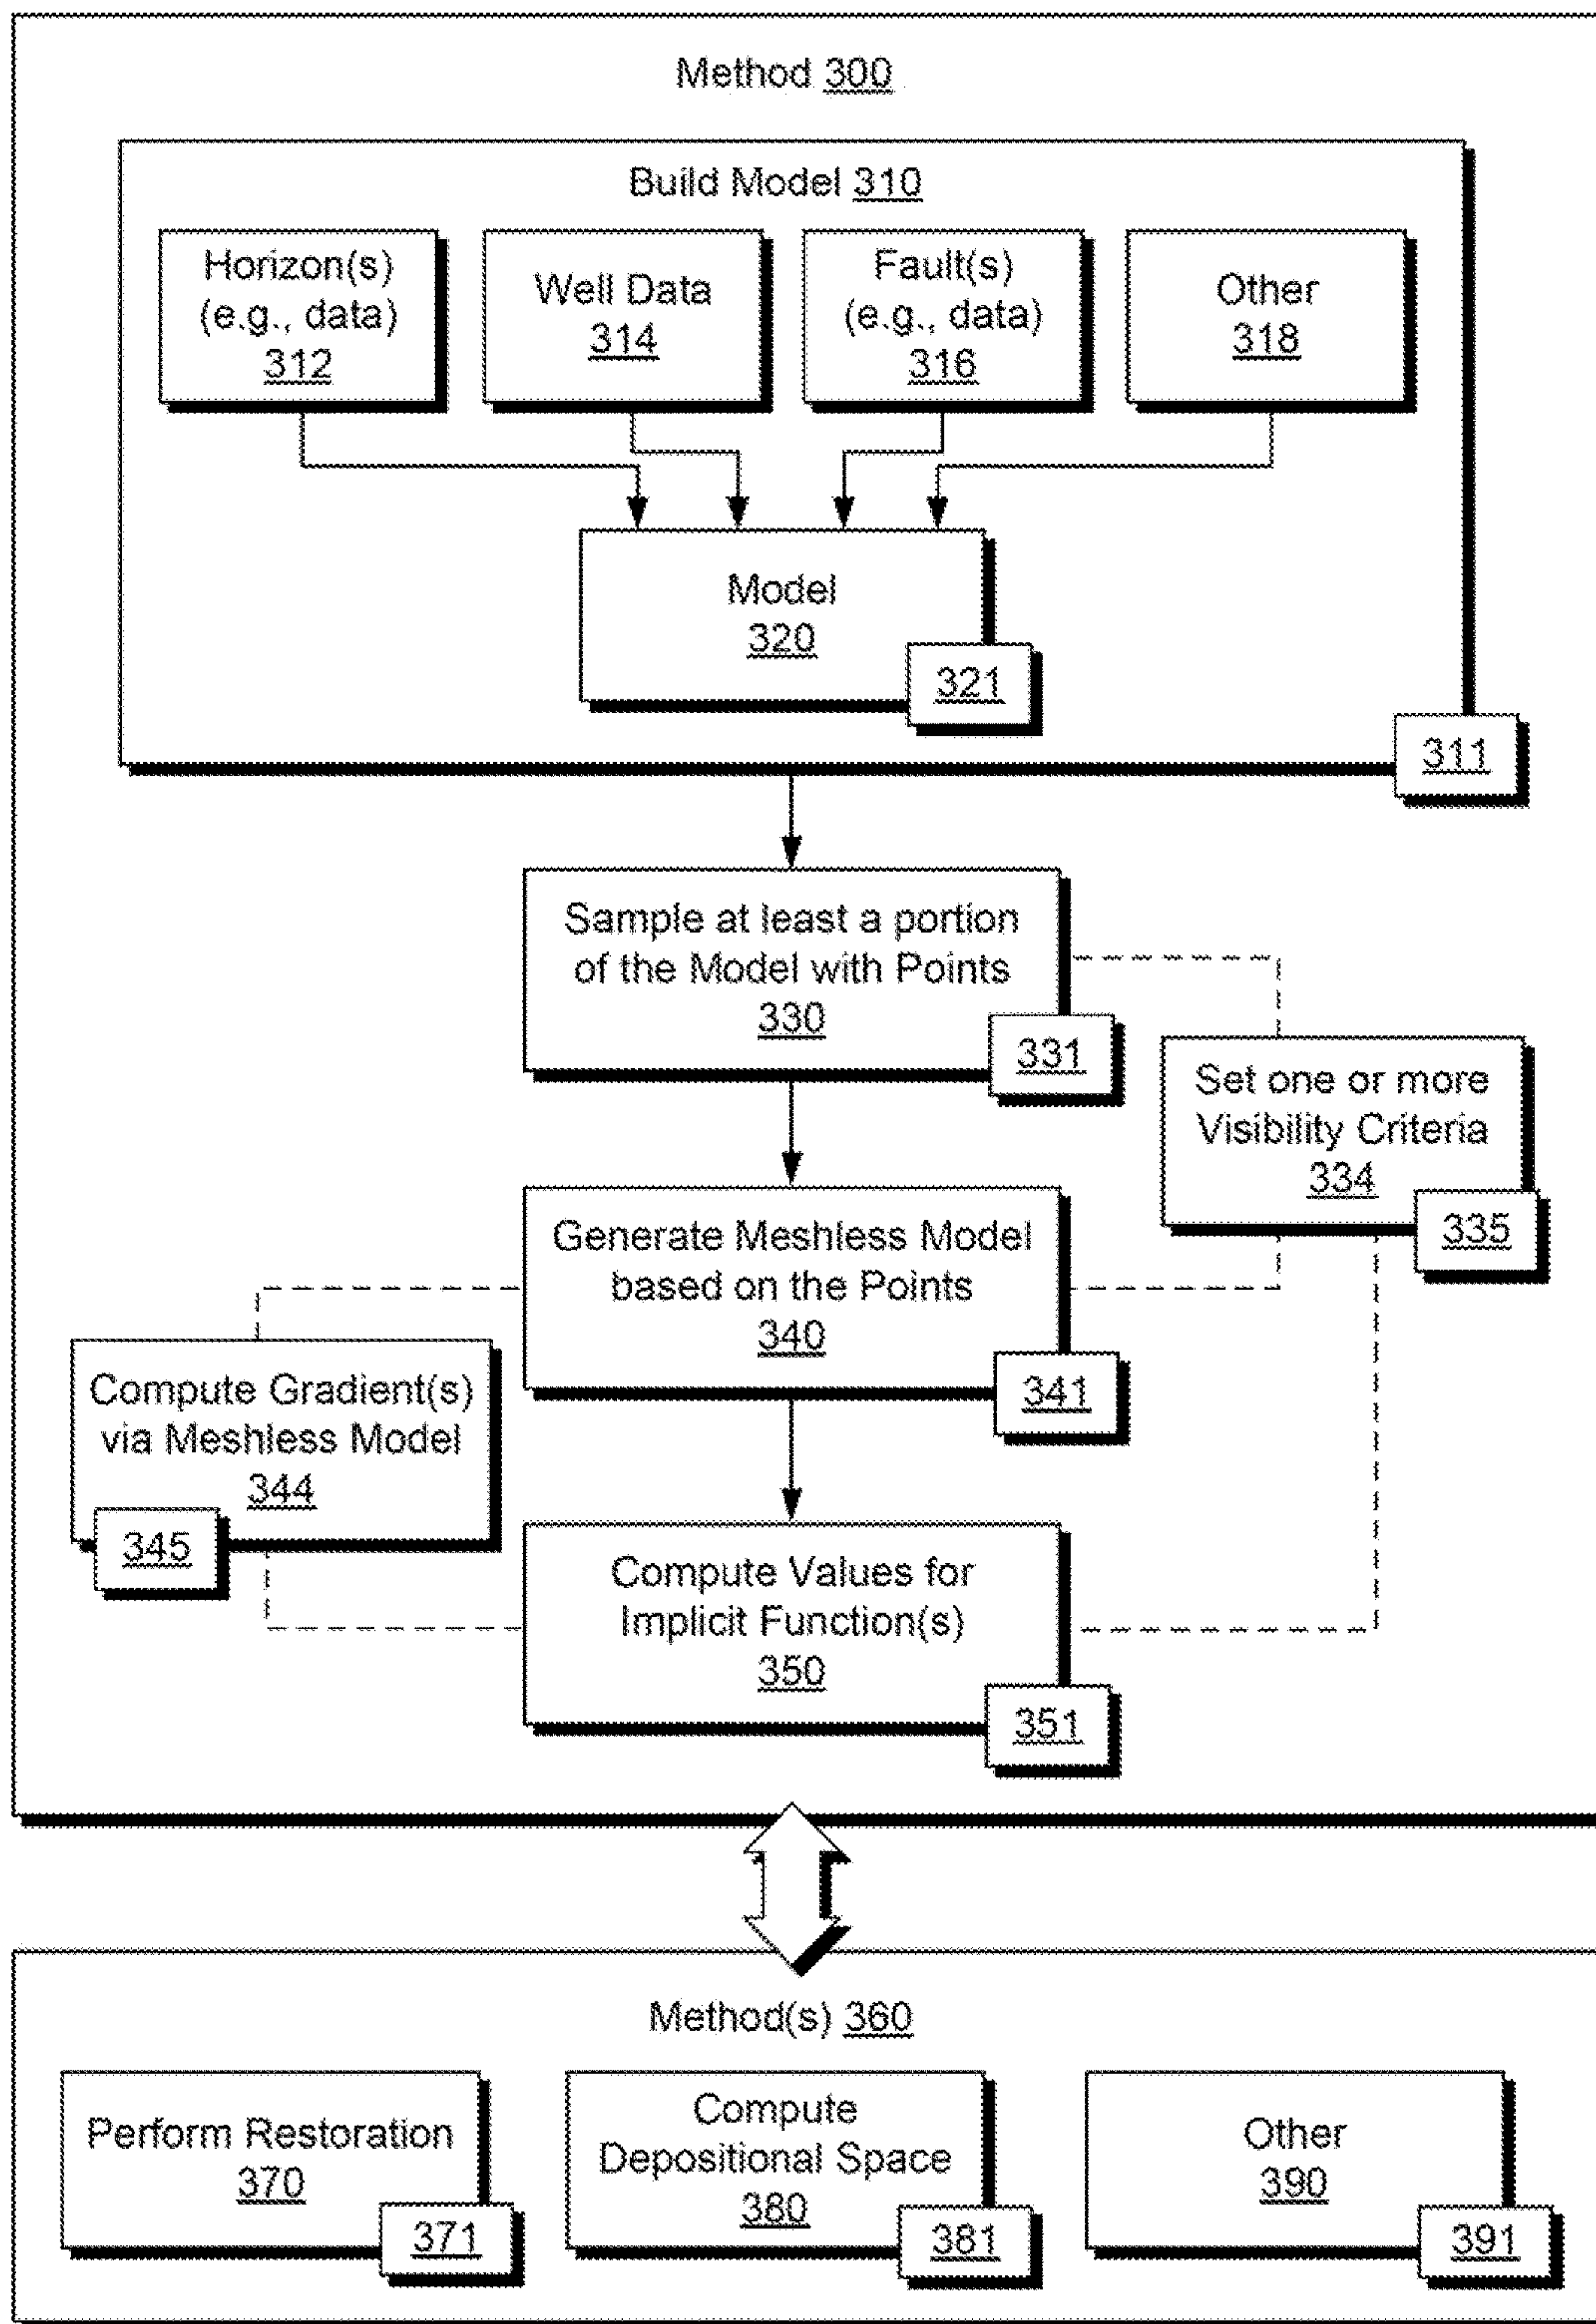 Method 300
Build Model 310
Horizon(s)
(e.g., data)
312
Well Data
314
Fault(s)
(e.g., data)
316
Other
318
Model
320
321
311
Sample at least a portion
of the Model with Points
330
331
Set one or more
Visibility Criteria
334
335
Generate Meshless Model
based on the Points
340
341
Compute Gradient(s)
via Meshless Model
344
345
Compute Values for
Implicit Function(s)
350
351
Method(s) 360
Perform Restoration
370
371
Compute
Depositional Space
380
381
Other
390
391